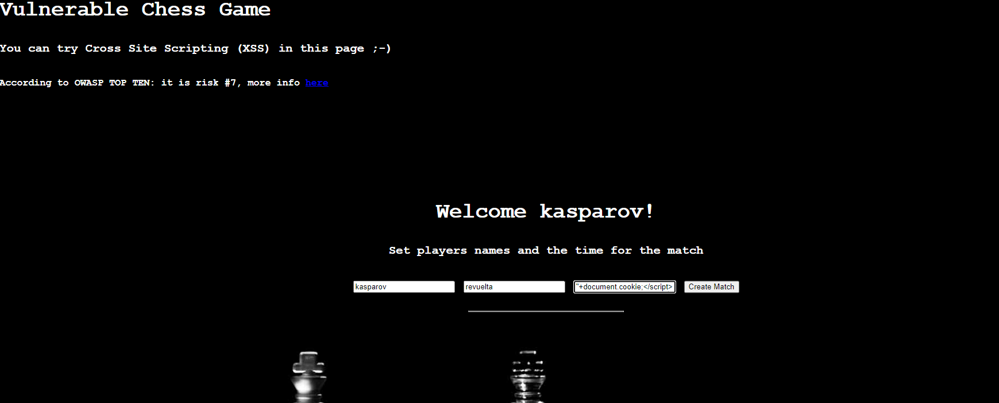 Vulnerable Chess Game
You can try Cross Site Scripting (XSS) in this page ;-)
According to OWASP TOP TEN: it is risk #7, more info here
Welcome kasparov!
Set players names and the time for the match
kasparov revuelta "+document.cookie;</script> Create Match